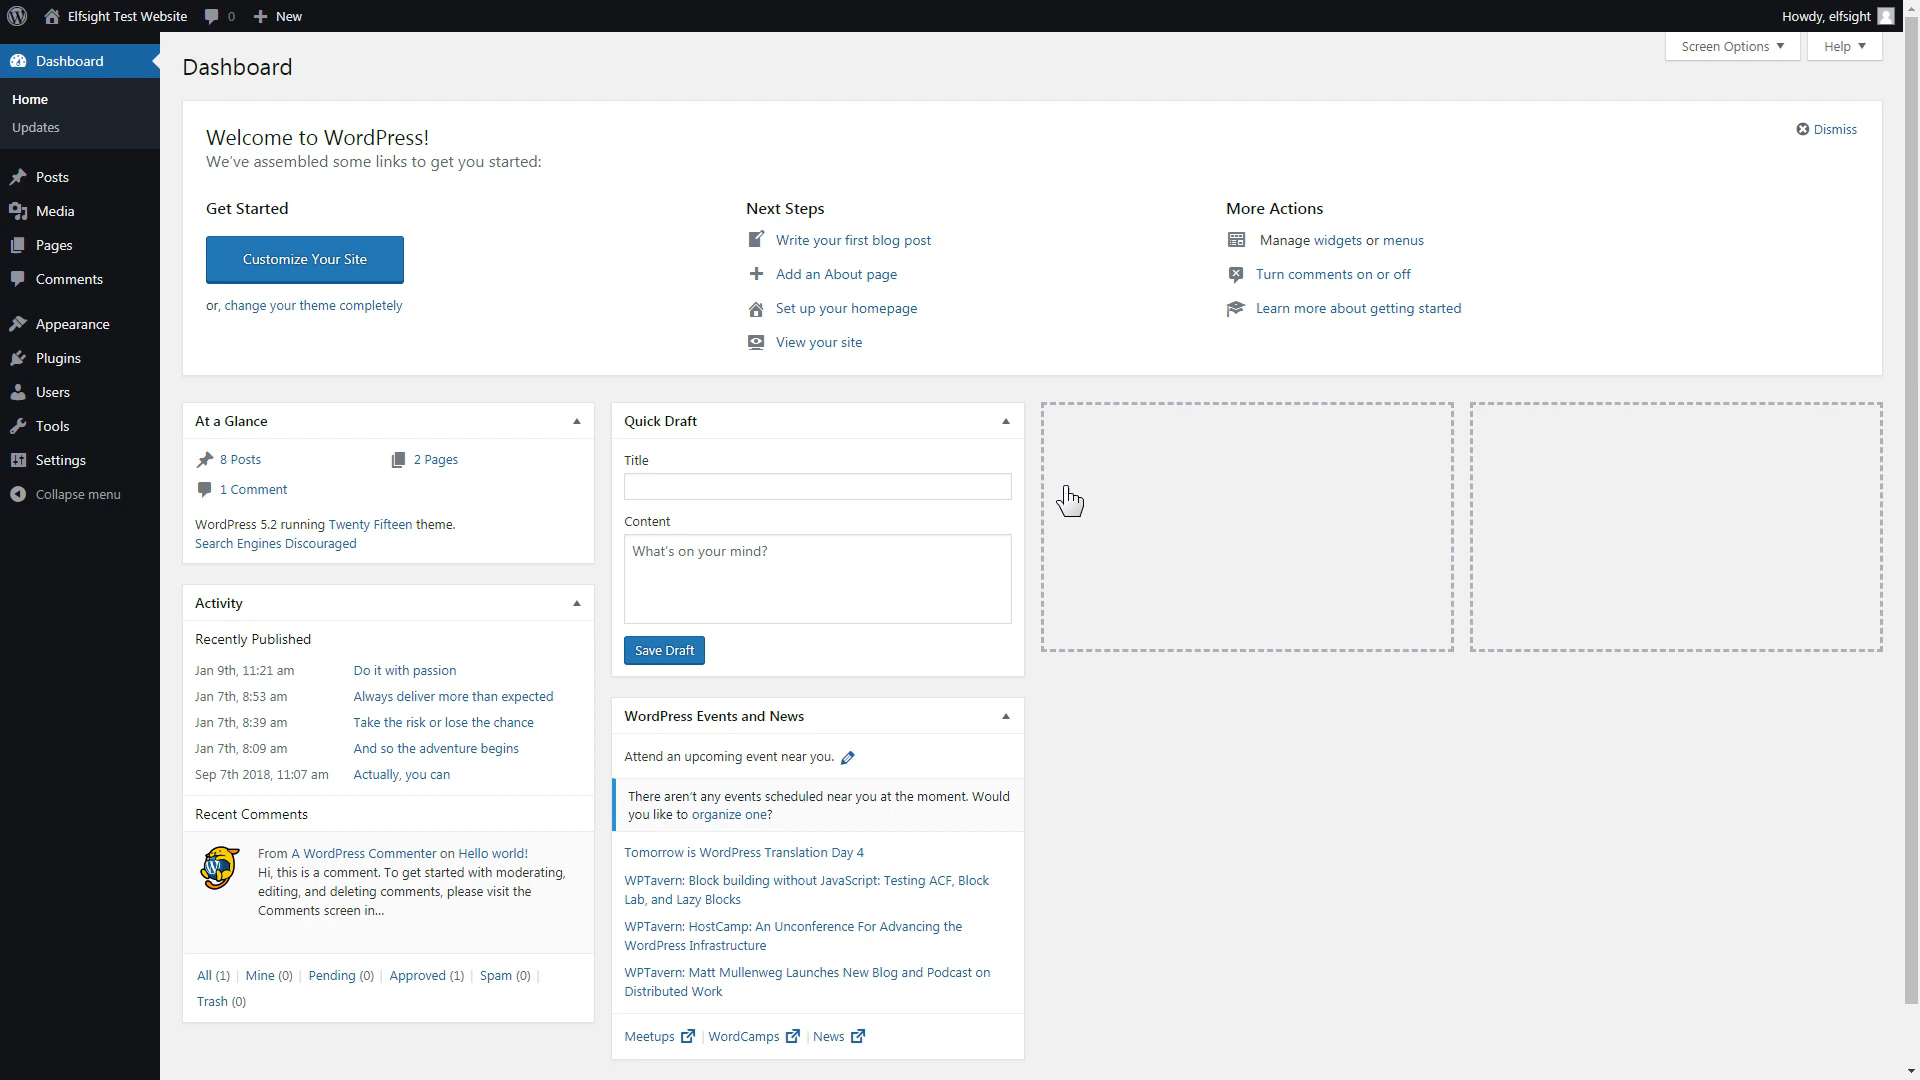 Elfsight Test Website 0 New Howdy, elfsight
Dashboard
Home
Updates
Posts
Media
Pages
Comments
Appearance
Plugins
Users
Tools
Settings
Collapse menu
Screen Options Help
Dashboard
Welcome to WordPress!
Dismiss
We've assembled some links to get you started:
Get Started
Customize Your Site
or, change your theme completely
Next Steps
Write your first blog post
Add an About page
Set up your homepage
View your site
More Actions
Manage widgets or menus
Turn comments on or off
Learn more about getting started
At a Glance
8 Posts 2 Pages
1 Comment
WordPress 5.2 running Twenty Fifteen theme.
Search Engines Discouraged
Activity
Recently Published
Jan 9th, 11:21 am Do it with passion
Jan 7th, 8:53 am Always deliver more than expected
Jan 7th, 8:39 am Take the risk or lose the chance
Jan 7th, 8:09 am And so the adventure begins
Sep 7th 2018, 11:07 am Actually, you can
Recent Comments
From A WordPress Commenter on Hello world!
Hi, this is a comment. To get started with moderating,
editing, and deleting comments, please visit the
Comments screen in...
All (1) | Mine (0) | Pending (0) | Approved (1) | Spam (0) |
Trash (0)
Quick Draft
Title
Content
What's on your mind?
Save Draft
WordPress Events and News
Attend an upcoming event near you.
There aren't any events scheduled near you at the moment. Would
you like to organize one?
Tomorrow is WordPress Translation Day 4
WPTavern: Block building without JavaScript: Testing ACF, Block
Lab, and Lazy Blocks
WPTavern: HostCamp: An Unconference For Advancing the
WordPress Infrastructure
WPTavern: Matt Mullenweg Launches New Blog and Podcast on
Distributed Work
Meetups | WordCamps | News